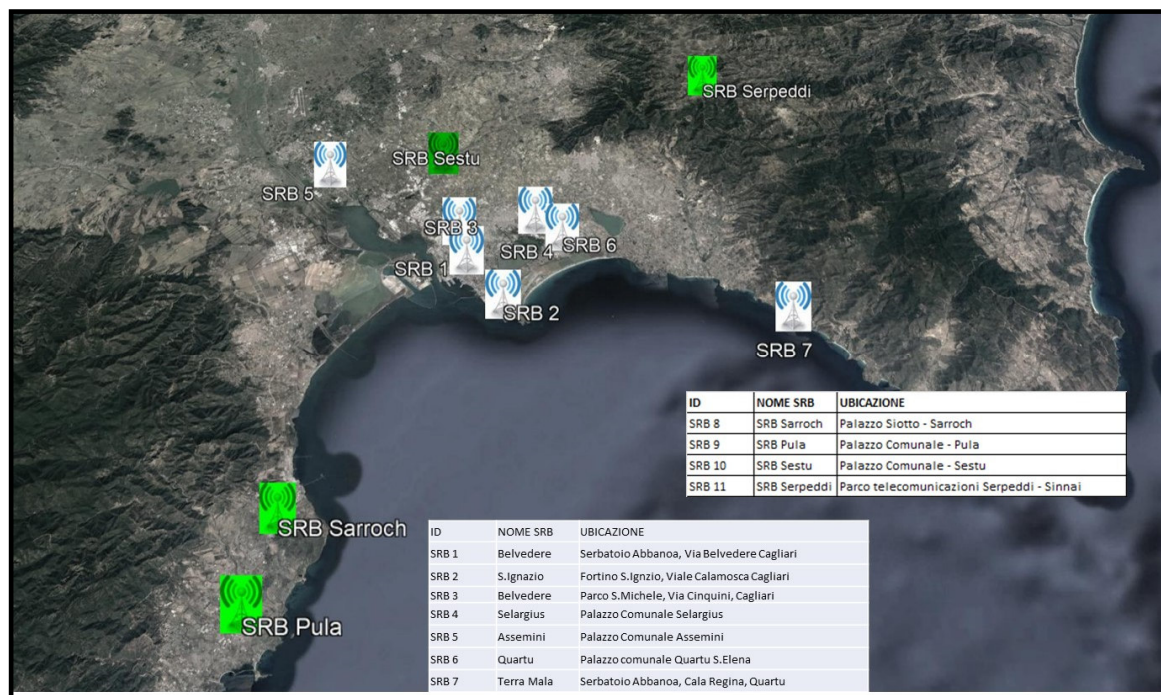 SRB Serpeddi
SRB Sestu
SRB 5
SRB 3
SRB 4
SRB 6
SRB 1
SRB 2
SRB 7
ID NOME SRB UBICAZIONE
SRB 8 SRB Sarroch Palazzo Siotto - Sarroch
SRB 9 SRB Pula Palazzo Comunale - Pula
SRB 10 SRB Sestu Palazzo Comunale - Sestu
SRB 11 SRB Serpeddi Parco telecomunicazioni Serpeddi - Sinnai
SRB Sarroch
SRB Pula
ID NOME SRB UBICAZIONE
SRB 1 Belvedere Serbatoio Abbanoa, Via Belvedere Cagliari
SRB 2 S.Ignazio Fortino S.Ignzio, Viale Calamosca Cagliari
SRB 3 Belvedere Parco S.Michele, Via Cinquini, Cagliari
SRB 4 Selargius Palazzo Comunale Selargius
SRB 5 Assemini Palazzo Comunale Assemini
SRB 6 Quartu Palazzo comunale Quartu S.Elena
SRB 7 Terra Mala Serbatoio Abbanoa, Cala Regina, Quartu